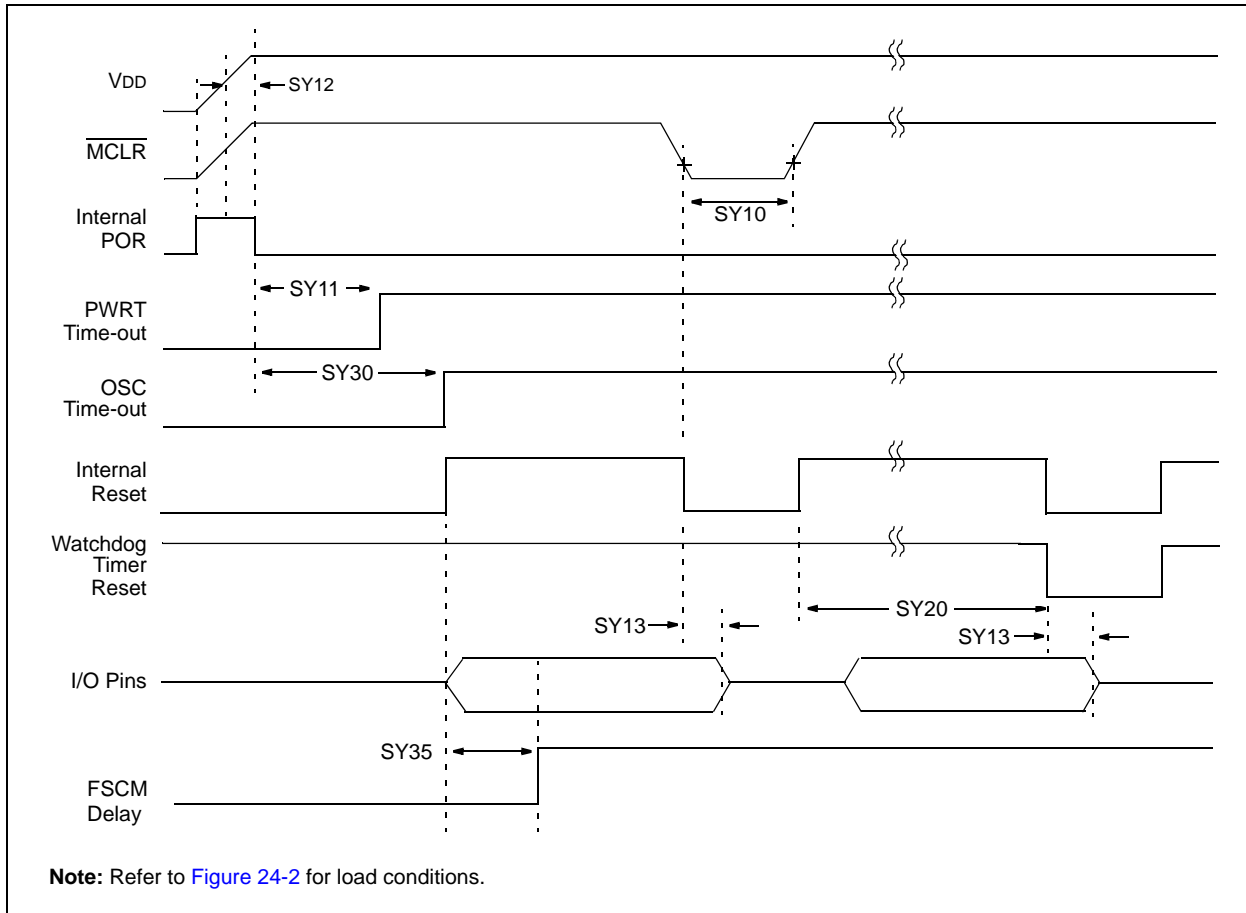 VDD
SY12
MCLR
SY10
Internal
POR
SY11
PWRT
Time-out
SY30
OSC
Time-out
Internal
Reset
Watchdog
Timer
Reset
SY20
SY13
SY13
I/O Pins
SY35
FSCM
Delay
Note: Refer to Figure 24-2 for load conditions.